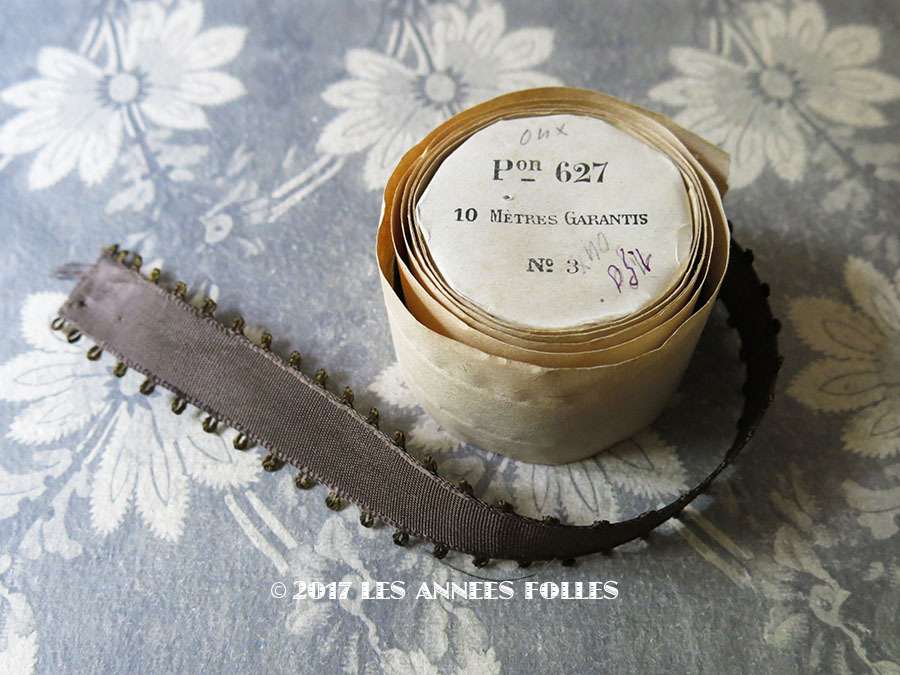 Pon 627
10 MÈTRES GARANTIS
No 3
© 2017 LES ANNEES FOLLES